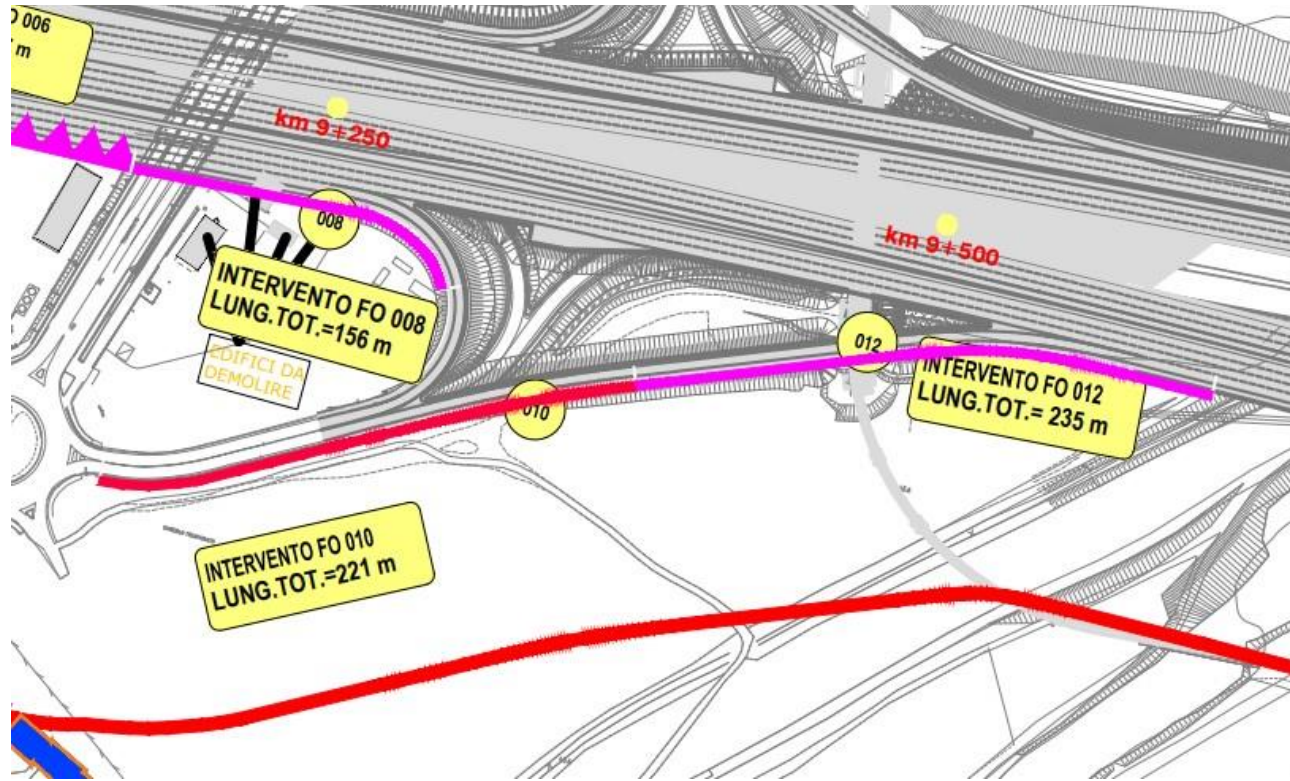 006
m
km 9+250
008
km 9+500
INTERVENTO FO 008
LUNG.TOT.=156 m
EDIFICI DA
DEMOLIRE
012
INTERVENTO FO 012
LUNG.TOT.= 235 m
010
INTERVENTO FO 010
LUNG.TOT.=221 m